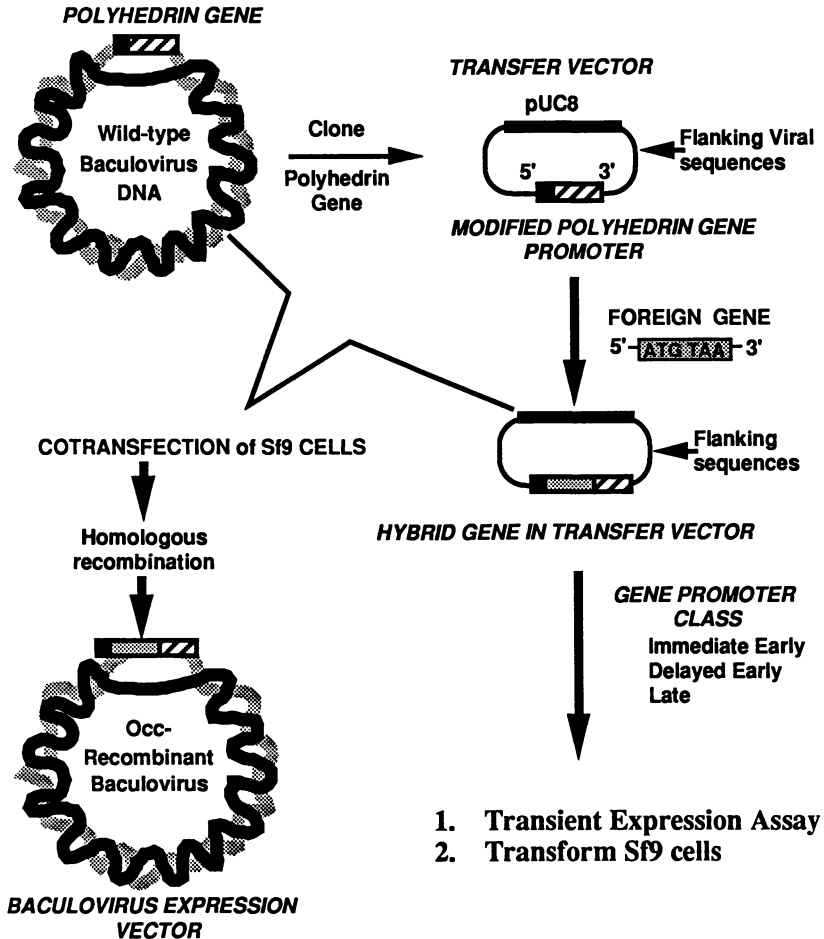 POLYHEDRIN GENE
Wild-type
Baculovirus
DNA
Clone
Polyhedrin
Gene
TRANSFER VECTOR
pUC8
5' 3'
Flanking Viral
sequences
MODIFIED POLYHEDRIN GENE
PROMOTER
FOREIGN GENE
5'-ATG TAA-3'
Flanking
sequences
HYBRID GENE IN TRANSFER VECTOR
COTRANSFECTION of Sf9 CELLS
Homologous
recombination
Occ-
Recombinant
Baculovirus
BACULOVIRUS EXPRESSION
VECTOR
GENE PROMOTER
CLASS
Immediate Early
Delayed Early
Late
1. Transient Expression Assay
2. Transform Sf9 cells